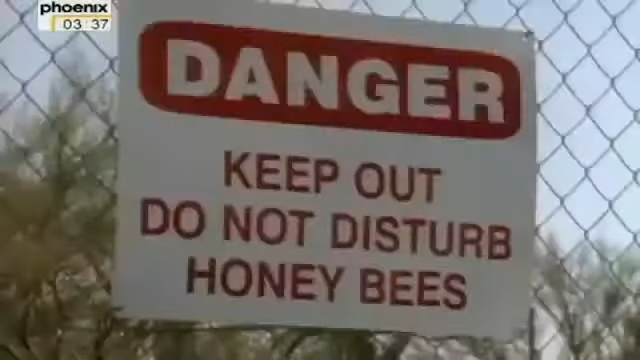 phoenix
03:37
DANGER
KEEP OUT
DO NOT DISTURB
HONEY BEES